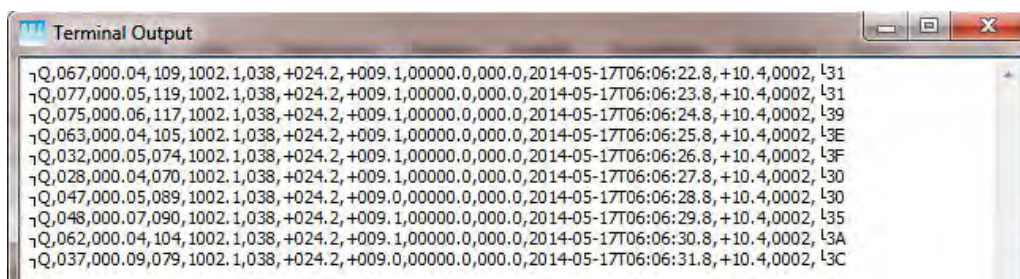 Terminal Output
┐Q,067,000.04,109,1002.1,038,+024.2,+009.1,00000.0,000.0,2014-05-17T06:06:22.8,+10.4,0002,└31
┐Q,077,000.05,119,1002.1,038,+024.2,+009.1,00000.0,000.0,2014-05-17T06:06:23.8,+10.4,0002,└31
┐Q,075,000.06,117,1002.1,038,+024.2,+009.1,00000.0,000.0,2014-05-17T06:06:24.8,+10.4,0002,└39
┐Q,063,000.04,105,1002.1,038,+024.2,+009.1,00000.0,000.0,2014-05-17T06:06:25.8,+10.4,0002,└3E
┐Q,032,000.05,074,1002.1,038,+024.2,+009.1,00000.0,000.0,2014-05-17T06:06:26.8,+10.4,0002,└3F
┐Q,028,000.04,070,1002.1,038,+024.2,+009.1,00000.0,000.0,2014-05-17T06:06:27.8,+10.4,0002,└30
┐Q,047,000.05,089,1002.1,038,+024.2,+009.0,00000.0,000.0,2014-05-17T06:06:28.8,+10.4,0002,└30
┐Q,048,000.07,090,1002.1,038,+024.2,+009.1,00000.0,000.0,2014-05-17T06:06:29.8,+10.4,0002,└35
┐Q,062,000.04,104,1002.1,038,+024.2,+009.1,00000.0,000.0,2014-05-17T06:06:30.8,+10.4,0002,└3A
┐Q,037,000.09,079,1002.1,038,+024.2,+009.0,00000.0,000.0,2014-05-17T06:06:31.8,+10.4,0002,└3C